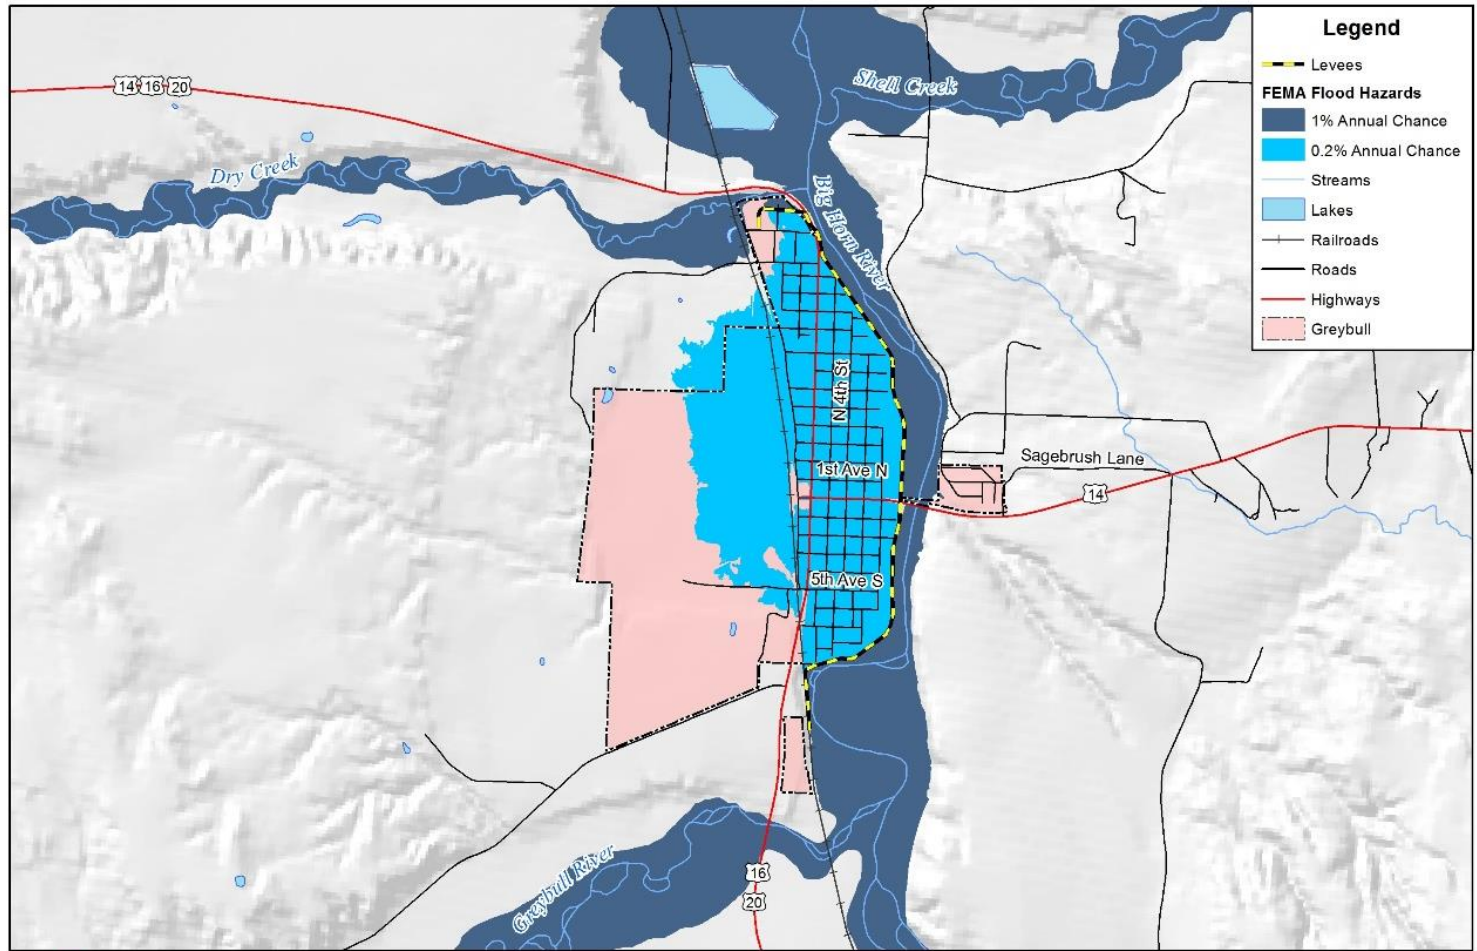 Legend
Levees
FEMA Flood Hazards
1% Annual Chance
0.2% Annual Chance
Streams
Lakes
Railroads
Roads
Highways
Greybull
14 16 20
Shell Creek
Dry Creek
Big Horn River
N 4th St
1st Ave N
Sagebrush Lane
14
5th Ave S
Greybull River
16
20